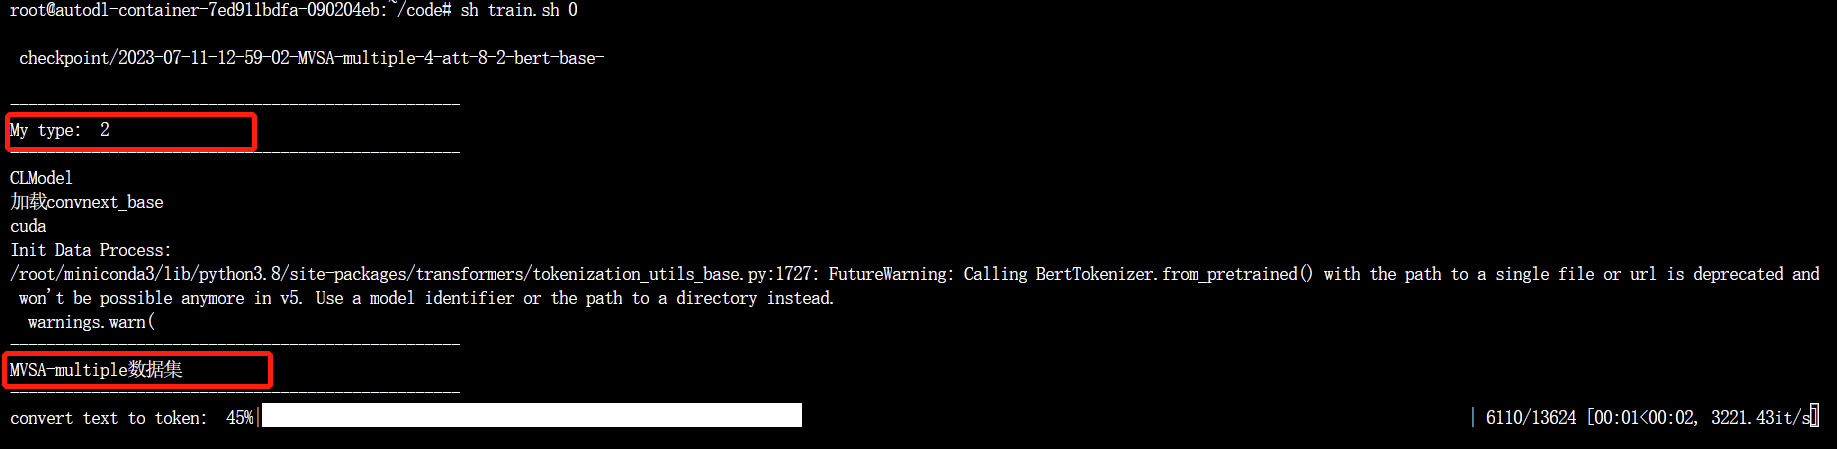 root@autodl-container-7ed911bdfa-090204eb:~/code# sh train.sh 0
checkpoint/2023-07-11-12-59-02-MVSA-multiple-4-att-8-2-bert-base-
--------------------------------------------------
My type:  2
--------------------------------------------------
CLModel
加载convnext_base
cuda
Init Data Process:
/root/miniconda3/lib/python3.8/site-packages/transformers/tokenization_utils_base.py:1727: FutureWarning: Calling BertTokenizer.from_pretrained() with the path to a single file or url is deprecated and
won't be possible anymore in v5. Use a model identifier or the path to a directory instead.
warnings.warn(
--------------------------------------------------
MVSA-multiple数据集
--------------------------------------------------
convert text to token:  45%| | 6110/13624 [00:01<00:02, 3221.43it/s]